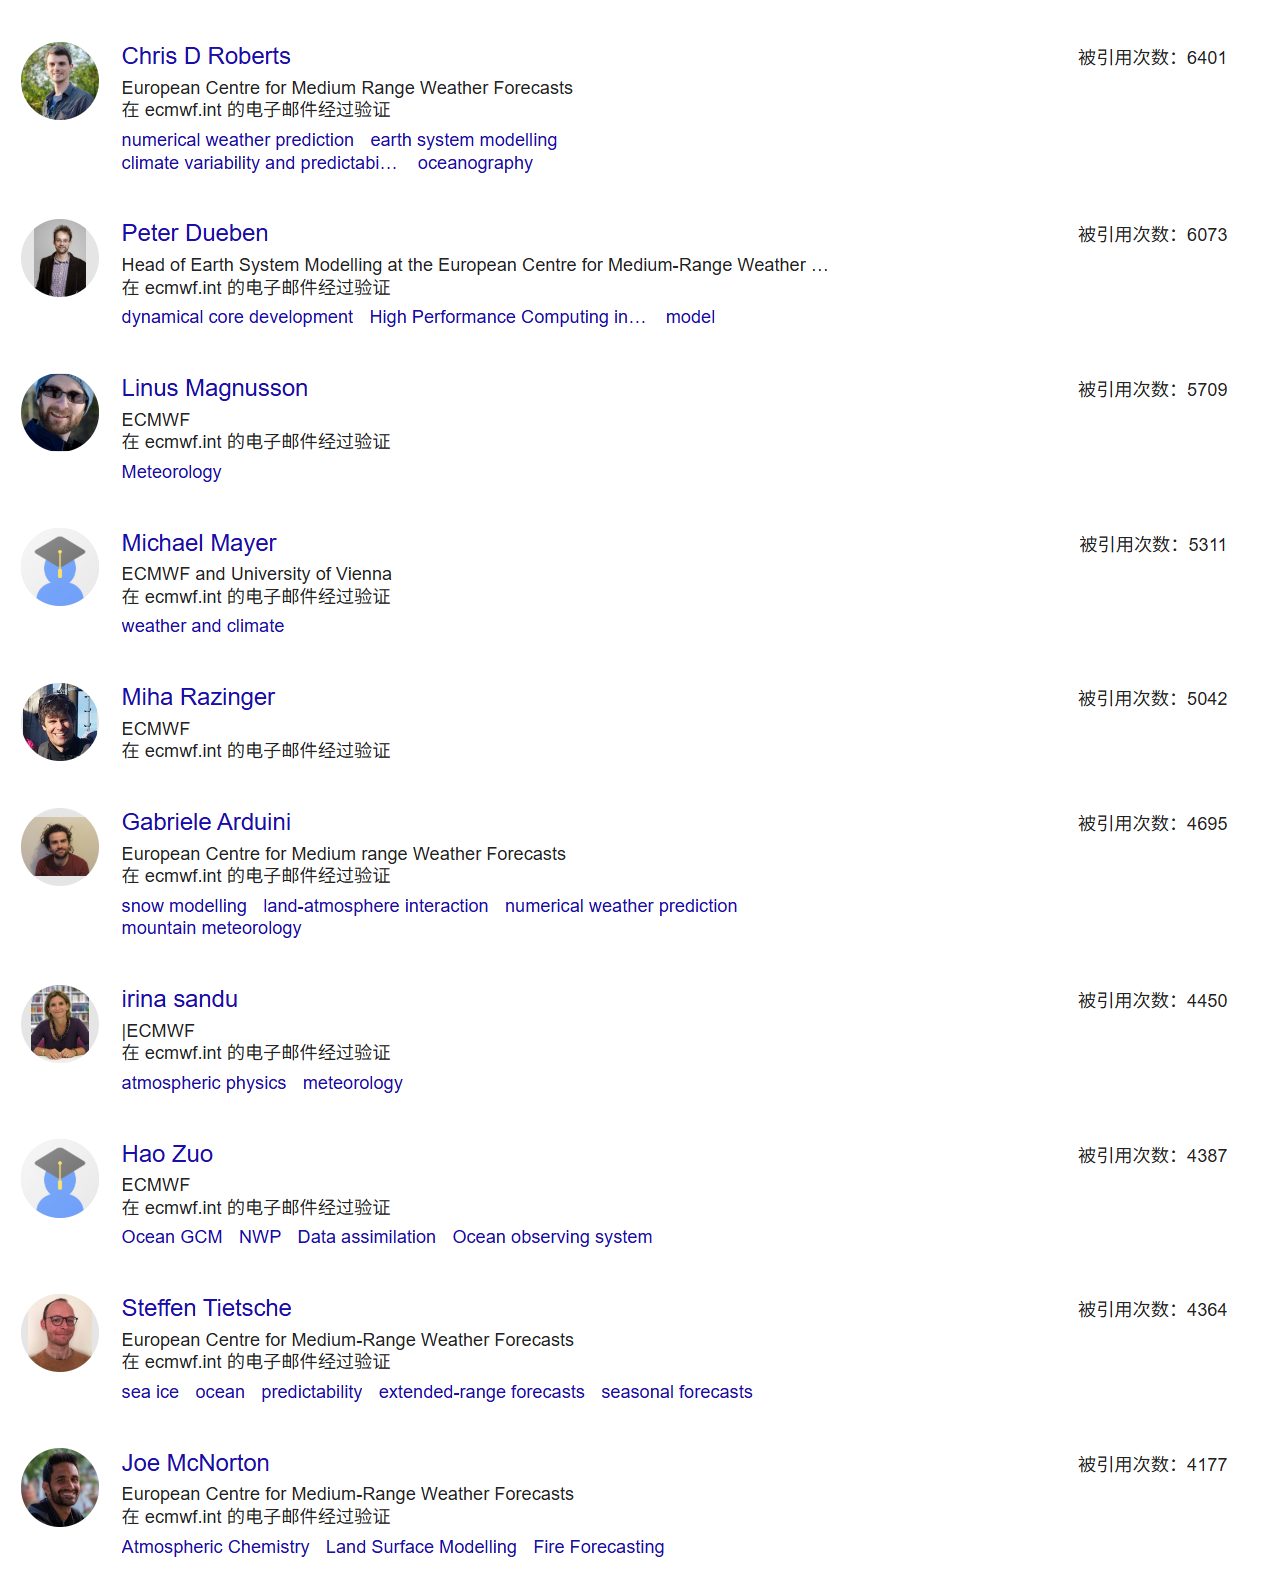 Chris D Roberts
被引用次数：6401
European Centre for Medium Range Weather Forecasts
在 ecmwf.int 的电子邮件经过验证
numerical weather prediction earth system modelling
climate variability and predictabi… oceanography
Peter Dueben
被引用次数：6073
Head of Earth System Modelling at the European Centre for Medium-Range Weather …
在 ecmwf.int 的电子邮件经过验证
dynamical core development High Performance Computing in… model
Linus Magnusson
被引用次数：5709
ECMWF
在 ecmwf.int 的电子邮件经过验证
Meteorology
Michael Mayer
被引用次数：5311
ECMWF and University of Vienna
在 ecmwf.int 的电子邮件经过验证
weather and climate
Miha Razinger
被引用次数：5042
ECMWF
在 ecmwf.int 的电子邮件经过验证
Gabriele Arduini
被引用次数：4695
European Centre for Medium range Weather Forecasts
在 ecmwf.int 的电子邮件经过验证
snow modelling land-atmosphere interaction numerical weather prediction
mountain meteorology
irina sandu
被引用次数：4450
|ECMWF
在 ecmwf.int 的电子邮件经过验证
atmospheric physics meteorology
Hao Zuo
被引用次数：4387
ECMWF
在 ecmwf.int 的电子邮件经过验证
Ocean GCM NWP Data assimilation Ocean observing system
Steffen Tietsche
被引用次数：4364
European Centre for Medium-Range Weather Forecasts
在 ecmwf.int 的电子邮件经过验证
sea ice ocean predictability extended-range forecasts seasonal forecasts
Joe McNorton
被引用次数：4177
European Centre for Medium-Range Weather Forecasts
在 ecmwf.int 的电子邮件经过验证
Atmospheric Chemistry Land Surface Modelling Fire Forecasting